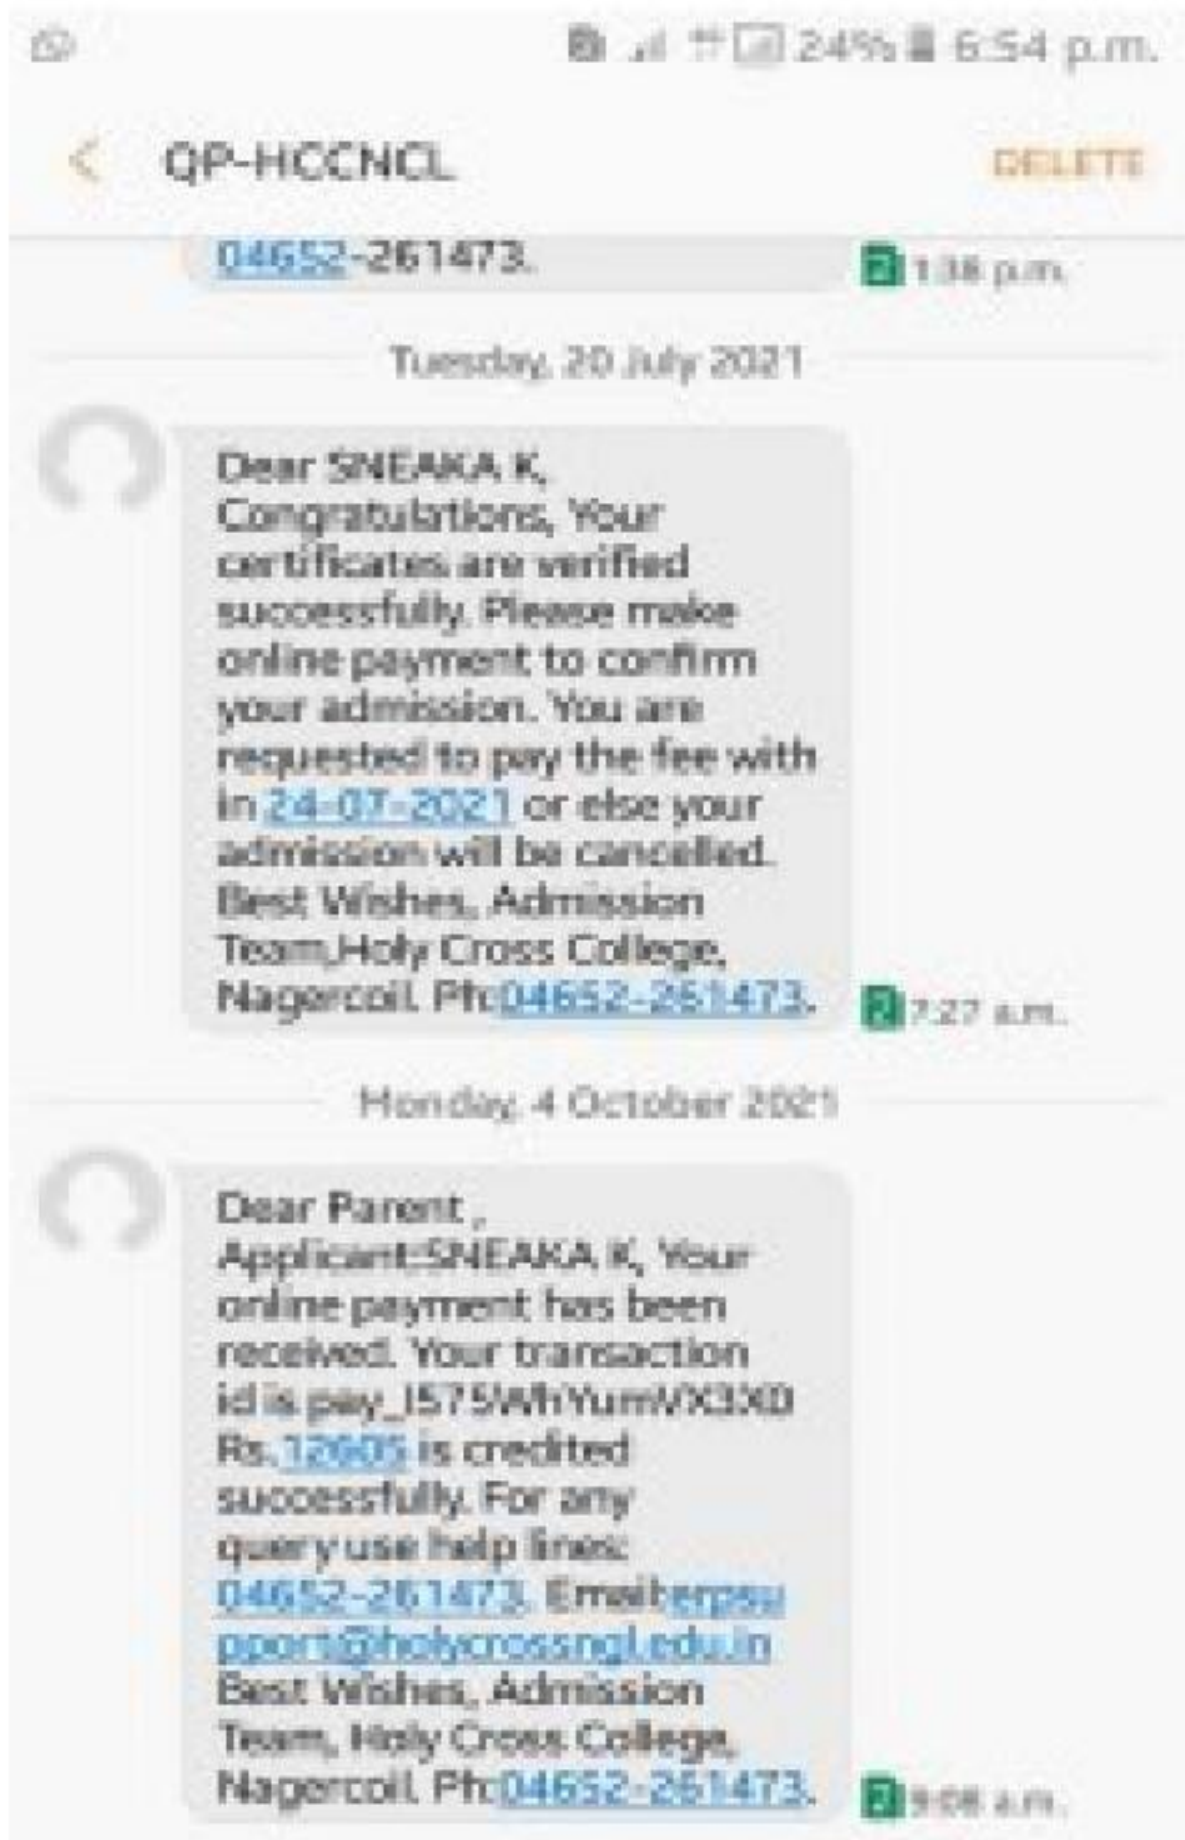 24% 6:54 p.m.
QP-HCCNCL DELETE
04652-261473.
1:38 p.m.
Tuesday, 20 July 2021
Dear SNEAKA K,
Congratulations, Your
certificates are verified
successfully. Please make
online payment to confirm
your admission. You are
requested to pay the fee with
in 24-07-2021 or else your
admission will be cancelled.
Best Wishes, Admission
Team,Holy Cross College,
Nagercoil. Ph:04652-261473.
7:27 a.m.
Monday, 4 October 2021
Dear Parent ,
Applicant:SNEAKA K, Your
online payment has been
received. Your transaction
id is
Rs.12605 is credited
successfully. For any
query use help lines:
04652-261473. Email:erpsu
pport@holycrossngl.edu.in
Best Wishes, Admission
Team, Holy Cross College,
Nagercoil. Ph:04652-261473.
9:08 a.m.